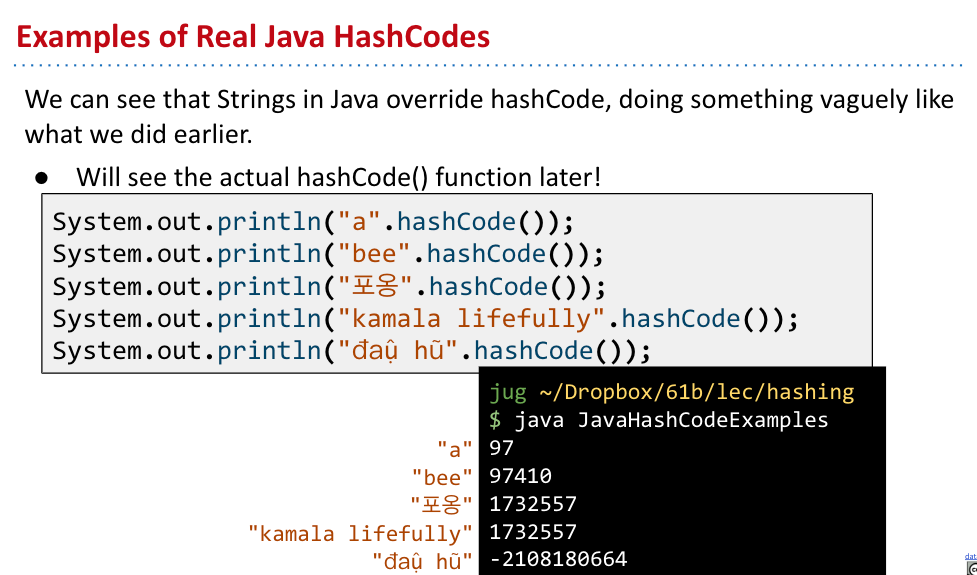 Examples of Real Java HashCodes
We can see that Strings in Java override hashCode, doing something vaguely like
what we did earlier.
● Will see the actual hashCode() function later!
System.out.println("a".hashCode());
System.out.println("bee".hashCode());
System.out.println("포옹".hashCode());
System.out.println("kamala lifefully".hashCode());
System.out.println("đaụ̂ hũ".hashCode());
jug ~/Dropbox/61b/lec/hashing
$ java JavaHashCodeExamples
"a" 97
"bee" 97410
"포옹" 1732557
"kamala lifefully" 1732557
"đaụ̂ hũ" -2108180664